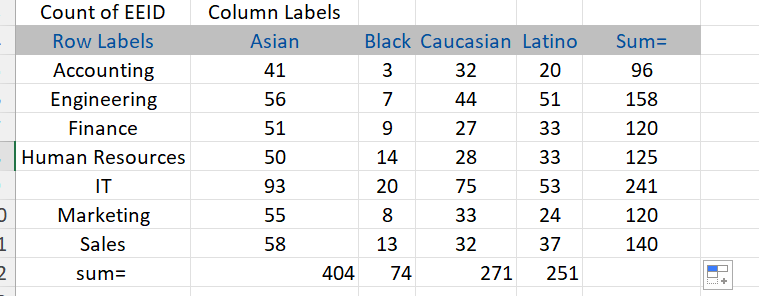 Count of EEID Column Labels
Row Labels Asian Black Caucasian Latino Sum=
Accounting 41 3 32 20 96
Engineering 56 7 44 51 158
Finance 51 9 27 33 120
Human Resources 50 14 28 33 125
IT 93 20 75 53 241
Marketing 55 8 33 24 120
Sales 58 13 32 37 140
sum= 404 74 271 251